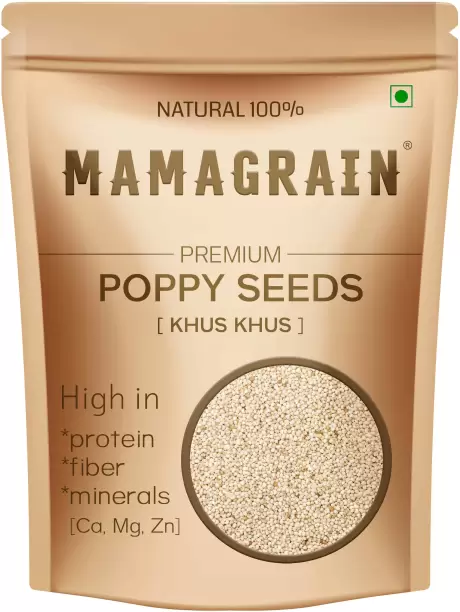 NATURAL 100%
MAMAGRAIN®
PREMIUM
POPPY SEEDS
[ KHUS KHUS ]
High in
*protein
*fiber
*minerals
[Ca, Mg, Zn]